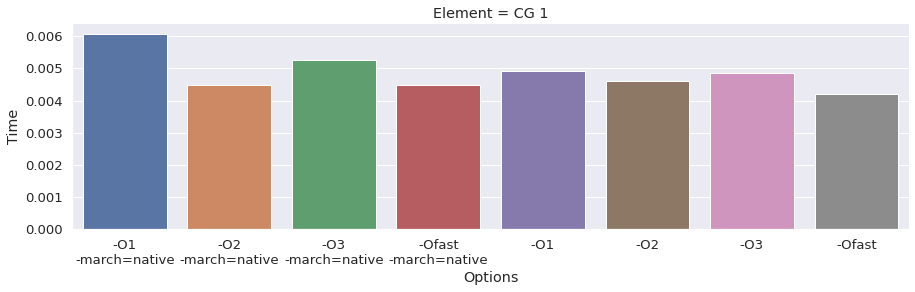 Element = CG 1
Time
0.006
0.005
0.004
0.003
0.002
0.001
0.000
-O1
-march=native
-O2
-march=native
-O3
-march=native
-Ofast
-march=native
-O1
-O2
-O3
-Ofast
Options